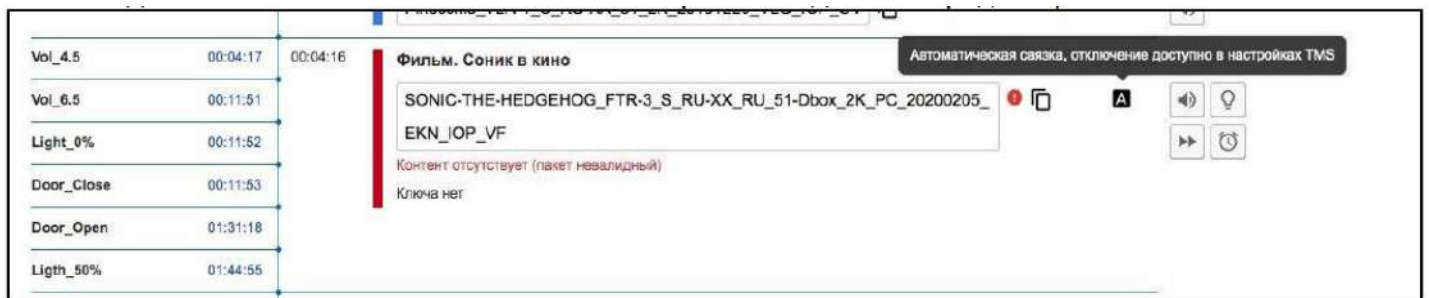 Vol_4.5 00:04:17 00:04:16 Фильм. Соник в кино
Автоматическая связка, отключение доступно в настройках TMS
Vol_6.5 00:11:51
SONIC-THE-HEDGEHOG_FTR-3_S_RU-XX_RU_51-Dbox_2K_PC_20200205_
EKN_IOP_VF
A
Light_0% 00:11:52
Контент отсутствует (пакет невалидный)
Door_Close 00:11:53
Ключа нет
Door_Open 01:31:18
Ligth_50% 01:44:55